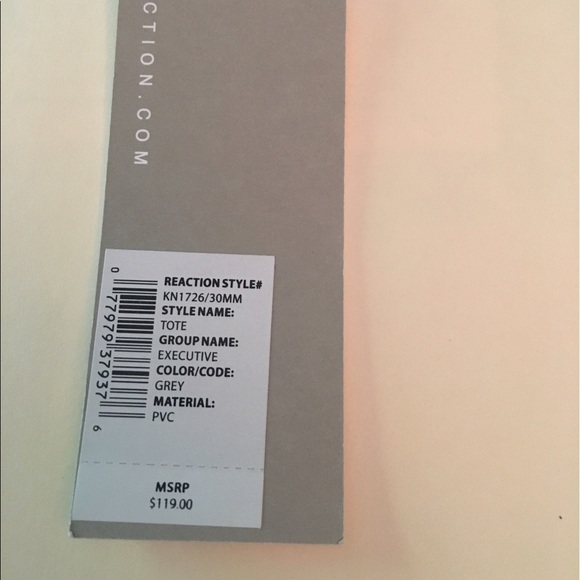 CTION.COM
REACTION STYLE#
KN1726/30MM
STYLE NAME:
TOTE
GROUP NAME:
EXECUTIVE
COLOR/CODE:
GREY
MATERIAL:
PVC
0 77979 37937 6
MSRP
$119.00